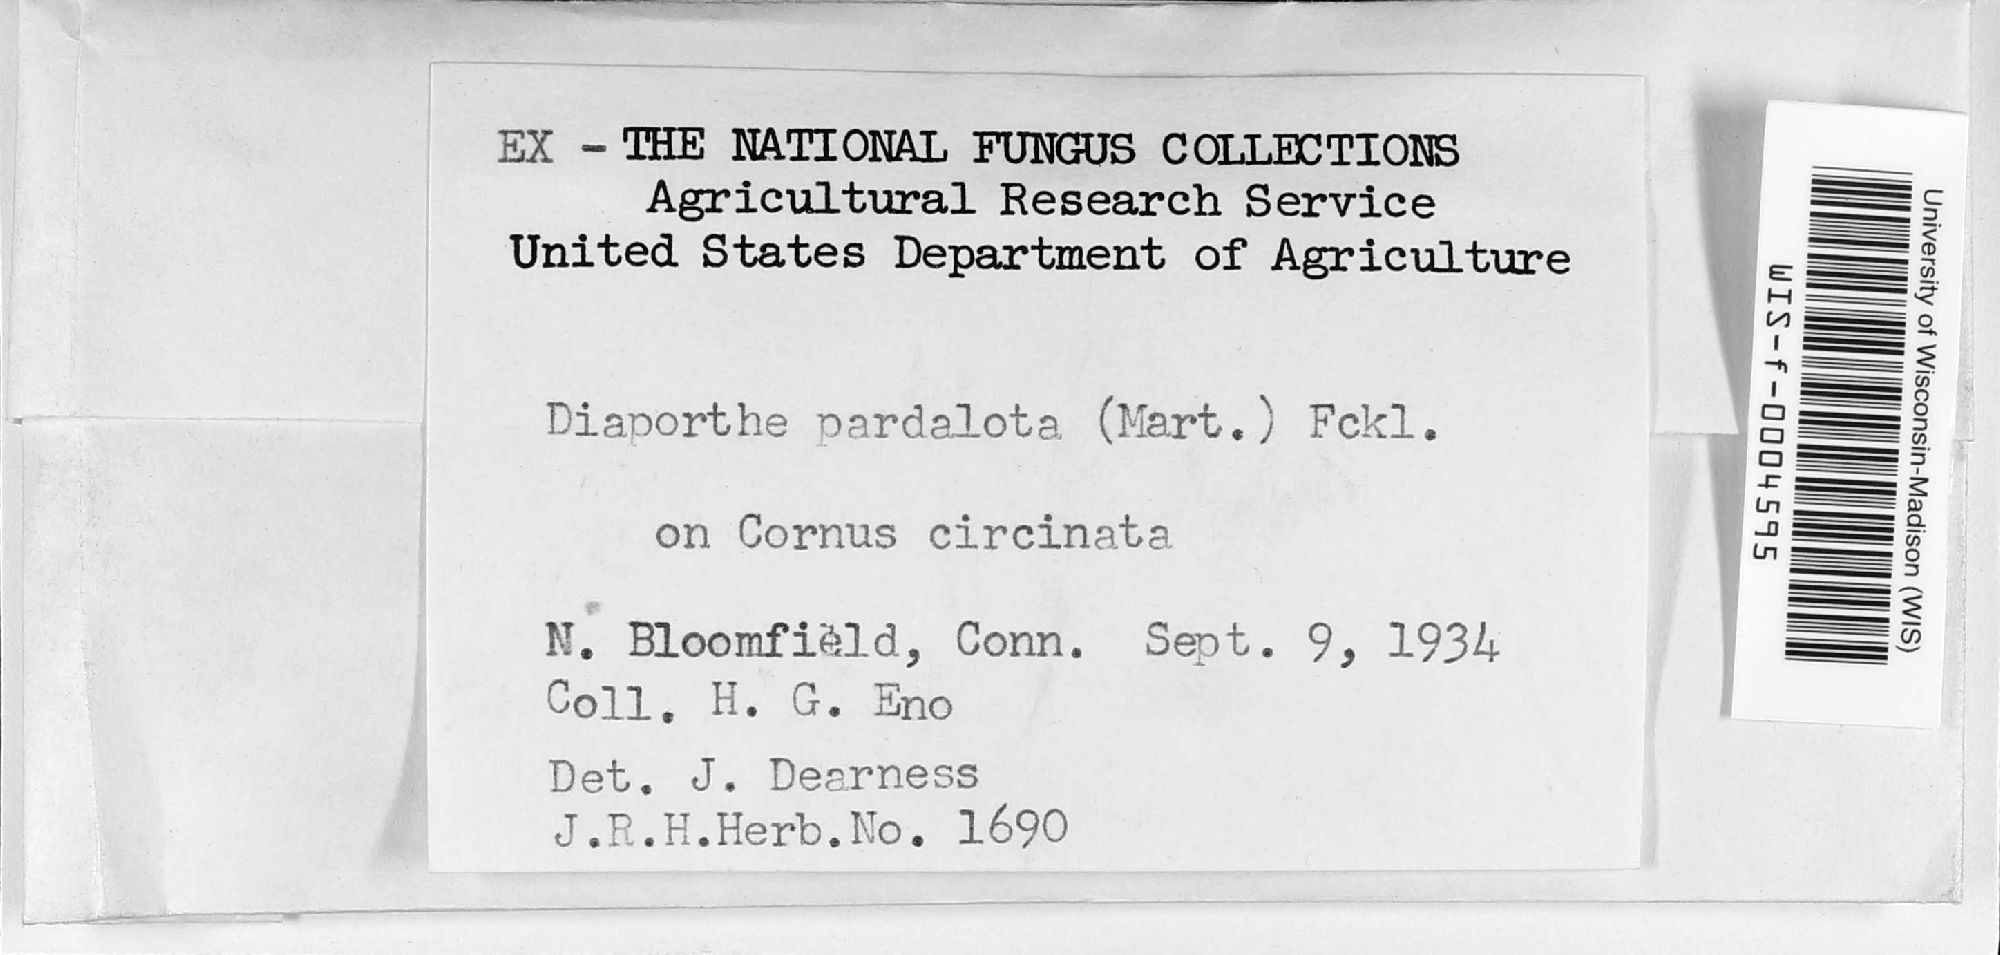 EX - THE NATIONAL FUNGUS COLLECTIONS
Agricultural Research Service
United States Department of Agriculture
Diaporthe pardalota (Mart.) Fckl.
on Cornus circinata
N. Bloomfield, Conn. Sept. 9, 1934
Coll. H. G. Eno
Det. J. Dearness
J.R.H.Herb.No. 1690
University of Wisconsin-Madison (WIS)
WIS-f-0004595